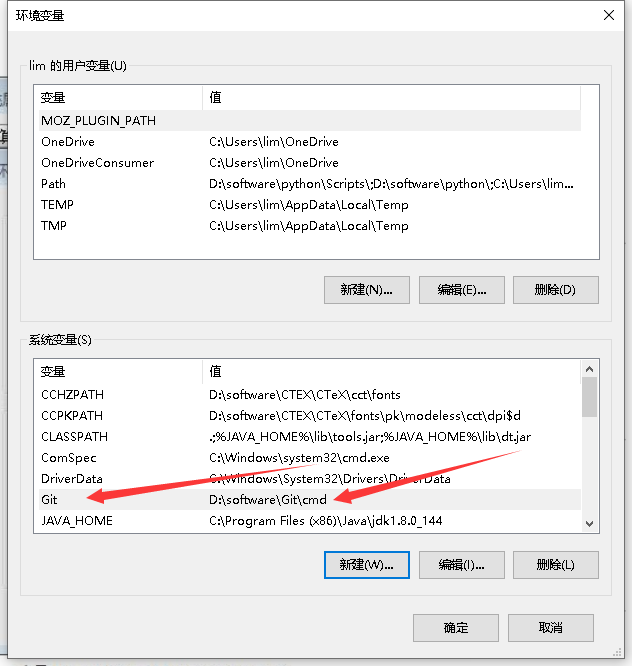 环境变量
lim 的用户变量(U)
变量 值
MOZ_PLUGIN_PATH
OneDrive C:\Users\lim\OneDrive
OneDriveConsumer C:\Users\lim\OneDrive
Path D:\software\python\Scripts\;D:\software\python\;C:\Users\lim...
TEMP C:\Users\lim\AppData\Local\Temp
TMP C:\Users\lim\AppData\Local\Temp
新建(N)... 编辑(E)... 删除(D)
系统变量(S)
变量 值
CCHZPATH D:\software\CTEX\CTeX\cct\fonts
CCPKPATH D:\software\CTEX\CTeX\fonts\pk\modeless\cct\dpi$d
CLASSPATH .;%JAVA_HOME%\lib\tools.jar;%JAVA_HOME%\lib\dt.jar
ComSpec C:\Windows\system32\cmd.exe
DriverData C:\Windows\System32\Drivers\DriverData
Git D:\software\Git\cmd
JAVA_HOME C:\Program Files (x86)\Java\jdk1.8.0_144
新建(W)... 编辑(I)... 删除(L)
确定 取消